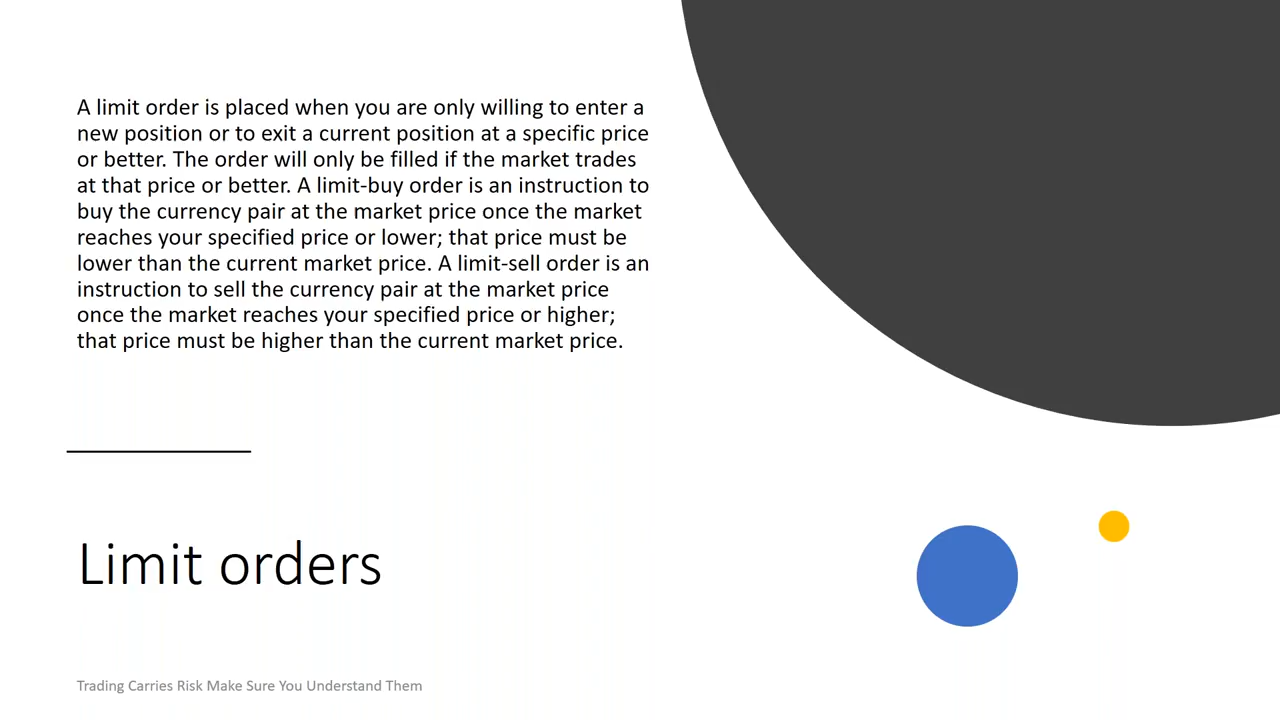 A limit order is placed when you are only willing to enter a
new position or to exit a current position at a specific price
or better. The order will only be filled if the market trades
at that price or better. A limit-buy order is an instruction to
buy the currency pair at the market price once the market
reaches your specified price or lower; that price must be
lower than the current market price. A limit-sell order is an
instruction to sell the currency pair at the market price
once the market reaches your specified price or higher;
that price must be higher than the current market price.
Limit orders
Trading Carries Risk Make Sure You Understand Them